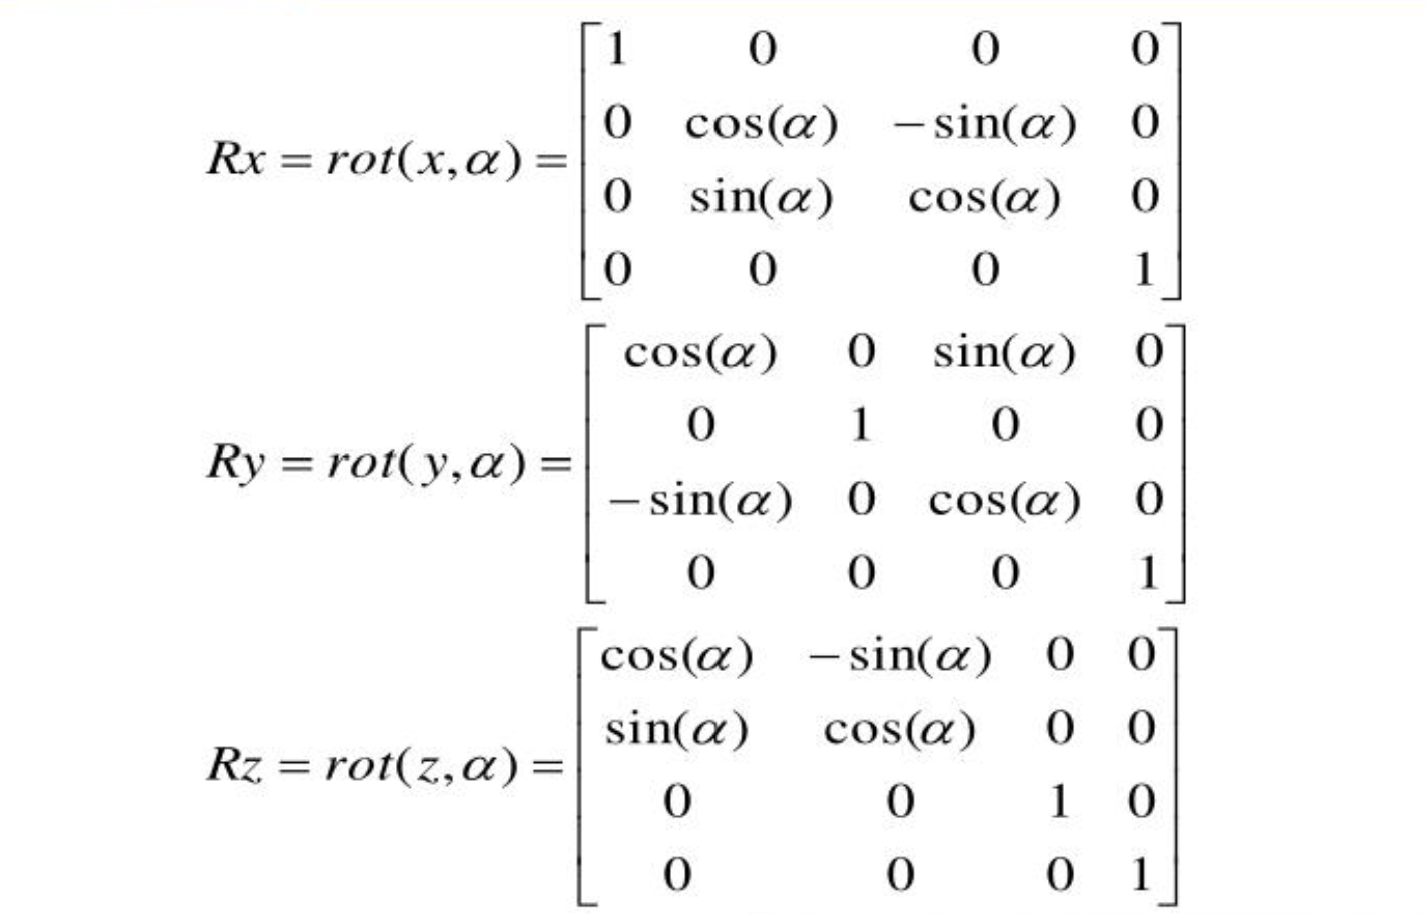 Rx = rot(x, α) = [1 0 0 0
0 cos(α) −sin(α) 0
0 sin(α) cos(α) 0
0 0 0 1]
Ry = rot(y, α) = [cos(α) 0 sin(α) 0
0 1 0 0
−sin(α) 0 cos(α) 0
0 0 0 1]
Rz = rot(z, α) = [cos(α) −sin(α) 0 0
sin(α) cos(α) 0 0
0 0 1 0
0 0 0 1]